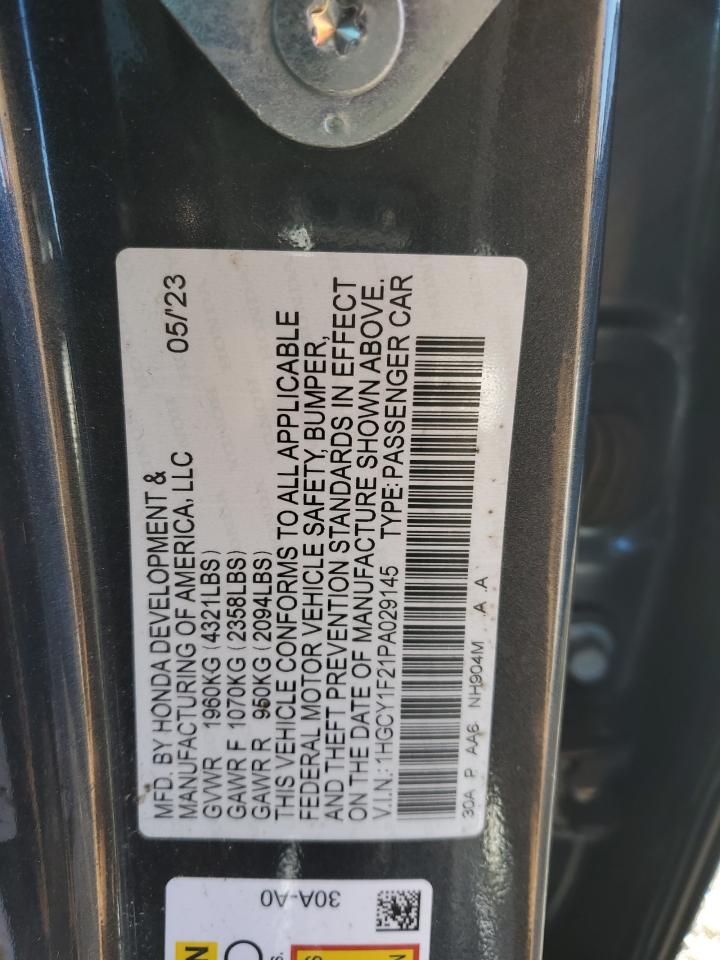 MFD. BY HONDA DEVELOPMENT &
MANUFACTURING OF AMERICA, LLC 05/'23
GVWR 1960KG (4321LBS)
GAWR F 1070KG (2358LBS)
GAWR R 950KG (2094LBS)
THIS VEHICLE CONFORMS TO ALL APPLICABLE
FEDERAL MOTOR VEHICLE SAFETY, BUMPER,
AND THEFT PREVENTION STANDARDS IN EFFECT
ON THE DATE OF MANUFACTURE SHOWN ABOVE.
V.I.N.: 1HGCY1F21PA029145 TYPE: PASSENGER CAR
30A P AA6 NH904M A A
30A-A0